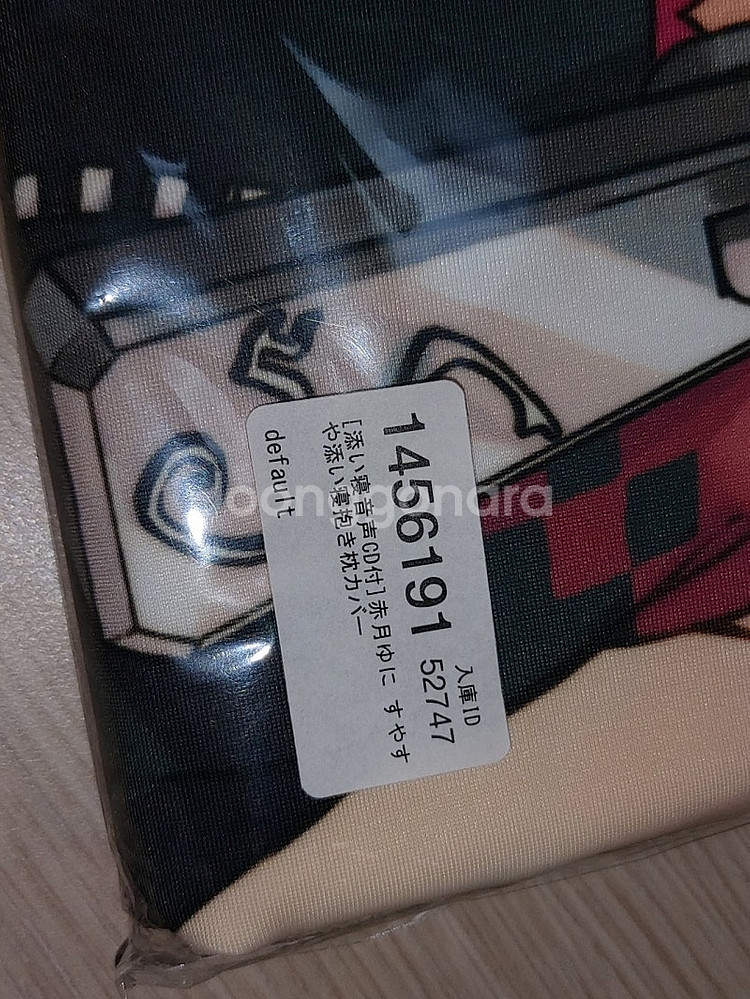 入庫ID
1456191 52747
[添い寝音声CD付]赤月ゆに すやす
や添い寝抱き枕カバー
default
joonggonara